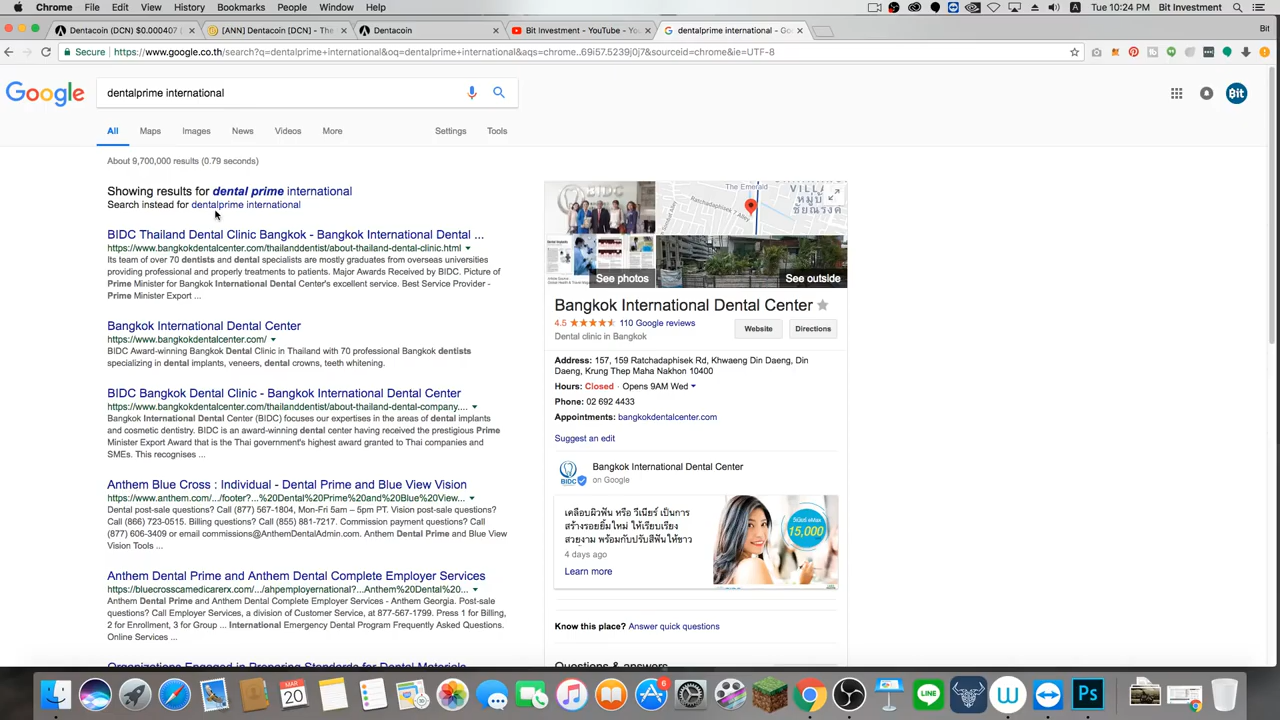 Chrome File Edit View History Bookmarks People Window Help
Tue 10:24 PM Bit Investment
Dentacoin (DCN) $0.000407 ( [ANN] Dentacoin [DCN] - The Dentacoin Bit Investment - YouTube - Yo dentalprime international - Go
Bit
Secure https://www.google.co.th/search?q=dentalprime+international&oq=dentalprime+international&aqs=chrome..69i57.5239j0j7&sourceid=chrome&ie=UTF-8
Google
dentalprime international
Bit
All Maps Images News Videos More Settings Tools
About 9,700,000 results (0.79 seconds)
Showing results for dental prime international
Search instead for dentalprime international
BIDC Thailand Dental Clinic Bangkok - Bangkok International Dental ...
https://www.bangkokdentalcenter.com/thailanddentist/about-thailand-dental-clinic.html
Its team of over 70 dentists and dental specialists are mostly graduates from overseas universities
providing professional and properly treatments to patients. Major Awards Received by BIDC. Picture of
Prime Minister for Bangkok International Dental Center's excellent service. Best Service Provider -
Prime Minister Export ...
Bangkok International Dental Center
https://www.bangkokdentalcenter.com/
BIDC Award-winning Bangkok Dental Clinic in Thailand with 70 professional Bangkok dentists
specializing in dental implants, veneers, dental crowns, teeth whitening.
BIDC Bangkok Dental Clinic - Bangkok International Dental Center
https://www.bangkokdentalcenter.com/thailanddentist/about-thailand-dental-company....
Bangkok International Dental Center (BIDC) focuses our expertises in the areas of dental implants
and cosmetic dentistry. BIDC is an award-winning dental center having received the prestigious Prime
Minister Export Award that is the Thai government's highest award granted to Thai companies and
SMEs. This recognises ...
Anthem Blue Cross : Individual - Dental Prime and Blue View Vision
https://www.anthem.com/.../footer?...%20Dental%20Prime%20and%20Blue%20View...
Dental post-sale questions? Call (877) 567-1804, Mon-Fri 5am – 5pm PT. Vision post-sale questions?
Call (866) 723-0515. Billing questions? Call (855) 881-7217. Commission payment questions? Call
(877) 606-3409 or email commissions@AnthemDentalAdmin.com. Anthem Dental Prime and Blue View
Vision Tools ...
Anthem Dental Prime and Anthem Dental Complete Employer Services
https://bluecrosscamedicarerx.com/.../ahpemployernational?...Anthem%20Dental%20...
Anthem Dental Prime and Anthem Dental Complete Employer Services - Anthem Georgia. Post-sale
questions? Call Employer Services, a division of Customer Service, at 877-567-1799. Press 1 for Billing,
2 for Enrollment, 3 for Group ... International Emergency Dental Program Frequently Asked Questions.
Online Services ...
Organizations Engaged in Preparing Standards for Dental Materials
The Emerald
Ratchadaphisek 7 Alley
VILLA
หมู่บ้า
ชัยณรงค์
See photos
See outside
Bangkok International Dental Center
4.5 110 Google reviews
Website Directions
Dental clinic in Bangkok
Address: 157, 159 Ratchadaphisek Rd, Khwaeng Din Daeng, Din
Daeng, Krung Thep Maha Nakhon 10400
Hours: Closed · Opens 9AM Wed
Phone: 02 692 4433
Appointments: bangkokdentalcenter.com
Suggest an edit
BIDC
Bangkok International Dental Center
on Google
เคลือบผิวฟัน หรือ วีเนียร์ เป็นการ
สร้างรอยยิ้มใหม่ ให้เรียบเรียง
สวยงาม พร้อมกับปรับสีฟันให้ขาว
4 days ago
Learn more
15,000
Know this place? Answer quick questions
Questions & answers
MAR
20
6
LINE
W
Ps